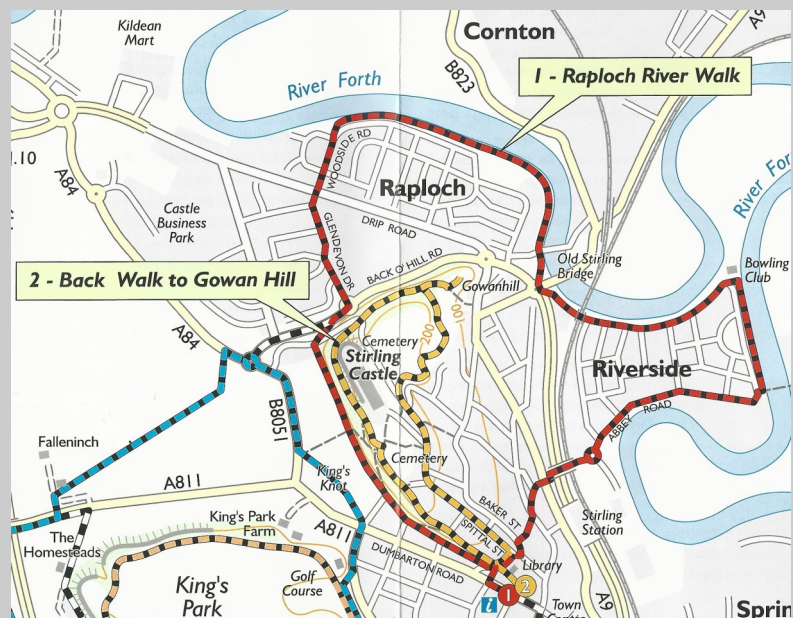 Kildean
Mart
Cornton
A9
B823
River Forth
1 - Raploch River Walk
J.10
A84
WOODSIDE RD
Raploch
River For
Castle
Business
Park
GLENDEVON DR
DRIP ROAD
BACK O' HILL RD
Old Stirling
Bridge
Bowling
Club
2 - Back Walk to Gowan Hill
Gowanhill
100
200
A84
Cemetery
Stirling
Castle
Riverside
B8051
ABBEY ROAD
Falleninch
Cemetery
King's
Knot
A811
BAKER ST
SPITTAL ST
King's Park
Farm
A811
Stirling
Station
The
Homesteads
DUMBARTON ROAD
Library
King's
Park
Golf
Course
i
1
2
Town
A9
Sprin